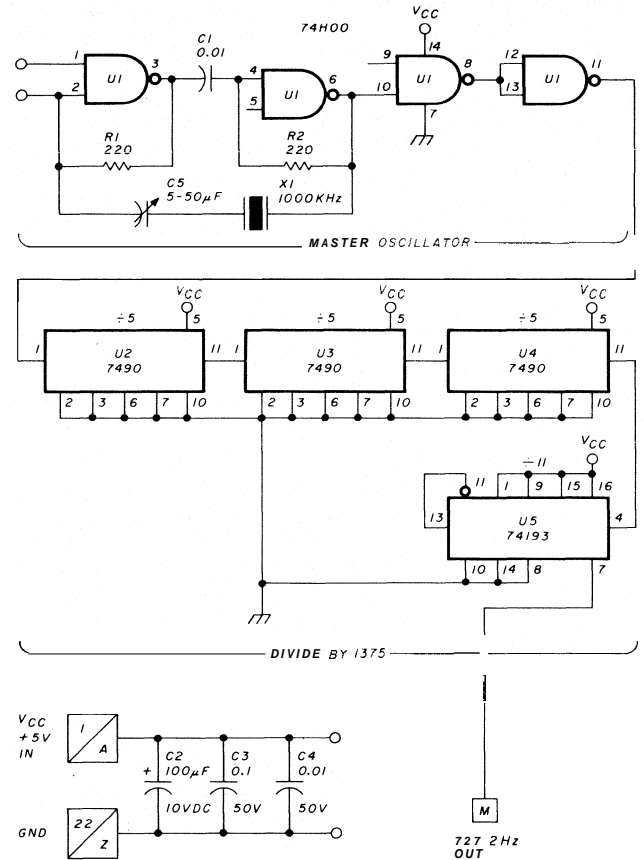 74H00
VCC
14
C1
0.01
1
2
3
U1
4
5
6
U1
9
10
8
U1
7
12
13
11
U1
R1
220
R2
220
C5
5-50µF
X1
1000KHz
MASTER OSCILLATOR
÷5
VCC
5
1
U2
7490
11
2 3 6 7 10
÷5
VCC
5
1
U3
7490
11
2 3 6 7 10
÷5
VCC
5
1
U4
7490
11
2 3 6 7 10
VCC
÷11
11
1 9 15 16
13
U5
74193
4
10 14 8 7
DIVIDE BY 1375
VCC
+5V
IN
1
A
C2
100µF
+
10VDC
C3
0.1
50V
C4
0.01
50V
GND
22
Z
M
727 2Hz
OUT